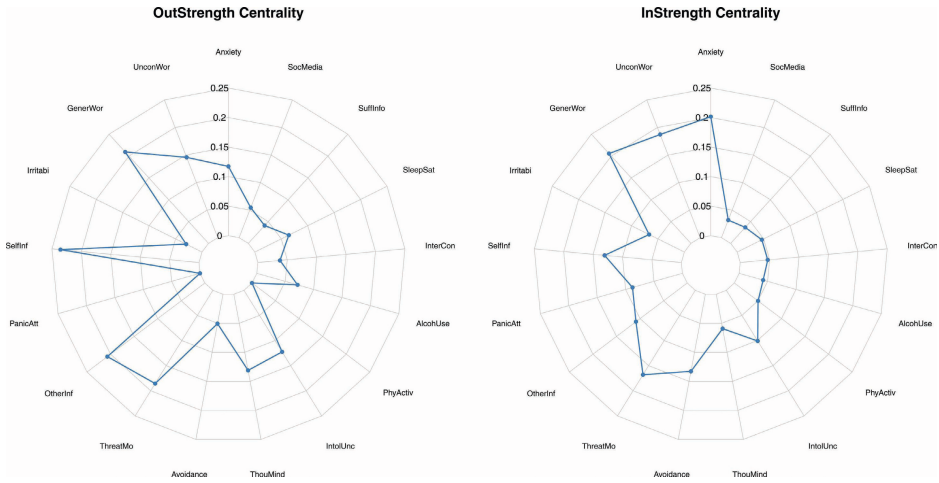 OutStrength Centrality
Anxiety
SocMedia
SuffInfo
SleepSat
InterCon
AlcohUse
PhyActiv
IntolUnc
ThouMind
Avoidance
ThreatMo
OtherInf
PanicAtt
SelfInf
Irritabi
GenerWor
UnconWor
0.25
0.2
0.15
0.1
0.05
0
InStrength Centrality
Anxiety
SocMedia
SuffInfo
SleepSat
InterCon
AlcohUse
PhyActiv
IntolUnc
ThouMind
Avoidance
ThreatMo
OtherInf
PanicAtt
SelfInf
Irritabi
GenerWor
UnconWor
0.25
0.2
0.15
0.1
0.05
0